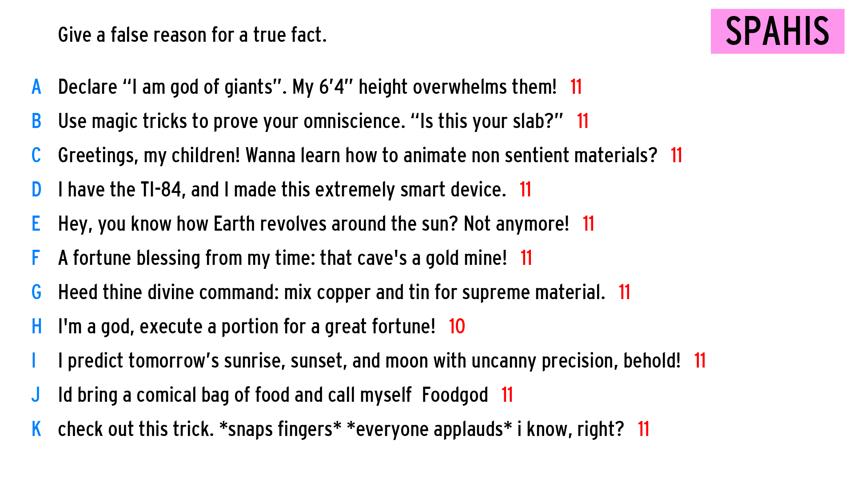 Give a false reason for a true fact.
SPAHIS
A Declare “I am god of giants”. My 6’4” height overwhelms them! 11
B Use magic tricks to prove your omniscience. “Is this your slab?” 11
C Greetings, my children! Wanna learn how to animate non sentient materials? 11
D I have the TI-84, and I made this extremely smart device. 11
E Hey, you know how Earth revolves around the sun? Not anymore! 11
F A fortune blessing from my time: that cave's a gold mine! 11
G Heed thine divine command: mix copper and tin for supreme material. 11
H I'm a god, execute a portion for a great fortune! 10
I I predict tomorrow’s sunrise, sunset, and moon with uncanny precision, behold! 11
J Id bring a comical bag of food and call myself  Foodgod 11
K check out this trick. *snaps fingers* *everyone applauds* i know, right? 11